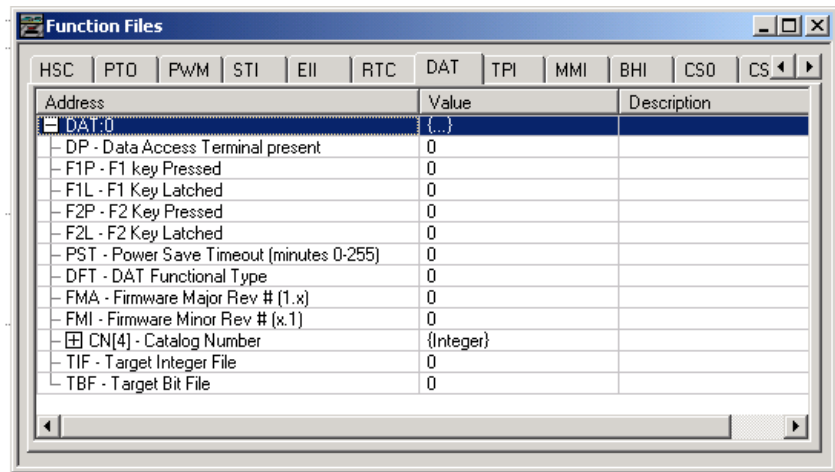 Function Files
HSC PTO PWM STI EII RTC DAT TPI MMI BHI CS0 CS
Address Value Description
DAT:0 {...}
DP - Data Access Terminal present 0
F1P - F1 key Pressed 0
F1L - F1 Key Latched 0
F2P - F2 Key Pressed 0
F2L - F2 Key Latched 0
PST - Power Save Timeout (minutes 0-255) 0
DFT - DAT Functional Type 0
FMA - Firmware Major Rev # (1.x) 0
FMI - Firmware Minor Rev # (x.1) 0
CN[4] - Catalog Number {Integer}
TIF - Target Integer File 0
TBF - Target Bit File 0